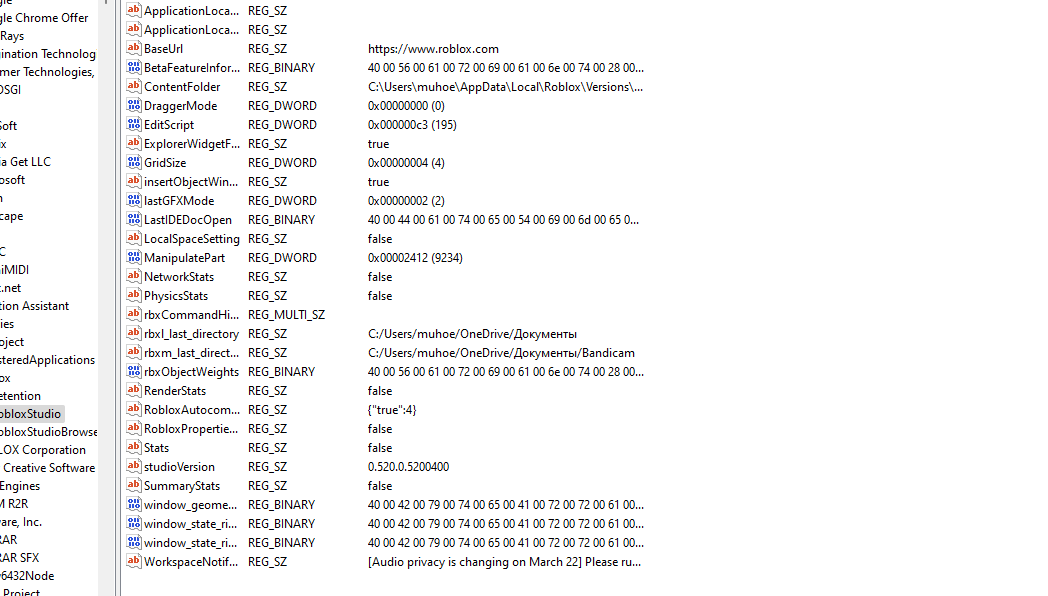 gle Chrome Offer
Rays
gination Technolog
mer Technologies,
OSGI
Soft
ix
ia Get LLC
osoft
n
cape
C
niMIDI
t.net
tion Assistant
ies
oject
steredApplications
ox
etention
obloxStudio
obloxStudioBrowse
LOX Corporation
Creative Software
Engines
M R2R
ware, Inc.
RAR
RAR SFX
v6432Node
Project
ApplicationLoca... REG_SZ
ApplicationLoca... REG_SZ
BaseUrl REG_SZ https://www.roblox.com
BetaFeatureInfor... REG_BINARY 40 00 56 00 61 00 72 00 69 00 61 00 6e 00 74 00 28 00...
ContentFolder REG_SZ C:\Users\muhoe\AppData\Local\Roblox\Versions\...
DraggerMode REG_DWORD 0x00000000 (0)
EditScript REG_DWORD 0x000000c3 (195)
ExplorerWidgetF... REG_SZ true
GridSize REG_DWORD 0x00000004 (4)
insertObjectWin... REG_SZ true
lastGFXMode REG_DWORD 0x00000002 (2)
LastIDEDocOpen REG_BINARY 40 00 44 00 61 00 74 00 65 00 54 00 69 00 6d 00 65 0...
LocalSpaceSetting REG_SZ false
ManipulatePart REG_DWORD 0x00002412 (9234)
NetworkStats REG_SZ false
PhysicsStats REG_SZ false
rbxCommandHi... REG_MULTI_SZ
rbxl_last_directory REG_SZ C:/Users/muhoe/OneDrive/Документы
rbxm_last_direct... REG_SZ C:/Users/muhoe/OneDrive/Документы/Bandicam
rbxObjectWeights REG_BINARY 40 00 56 00 61 00 72 00 69 00 61 00 6e 00 74 00 28 00...
RenderStats REG_SZ false
RobloxAutocom... REG_SZ {"true":4}
RobloxPropertie... REG_SZ false
Stats REG_SZ false
studioVersion REG_SZ 0.520.0.5200400
SummaryStats REG_SZ false
window_geome... REG_BINARY 40 00 42 00 79 00 74 00 65 00 41 00 72 00 72 00 61 00...
window_state_ri... REG_BINARY 40 00 42 00 79 00 74 00 65 00 41 00 72 00 72 00 61 00...
window_state_ri... REG_BINARY 40 00 42 00 79 00 74 00 65 00 41 00 72 00 72 00 61 00...
WorkspaceNotif... REG_SZ [Audio privacy is changing on March 22] Please ru...